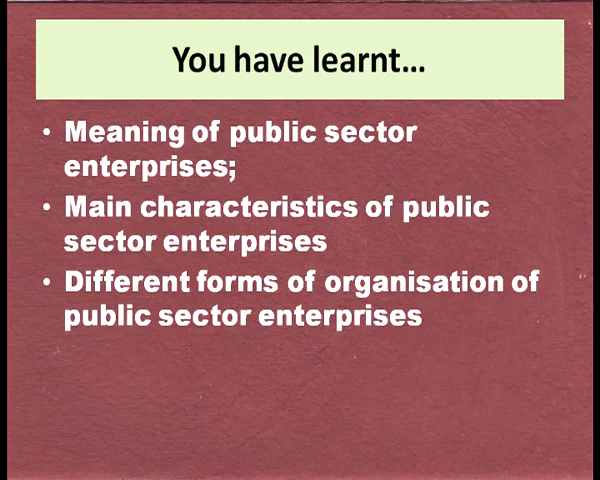 You have learnt...
• Meaning of public sector
enterprises;
• Main characteristics of public
sector enterprises
• Different forms of organisation of
public sector enterprises